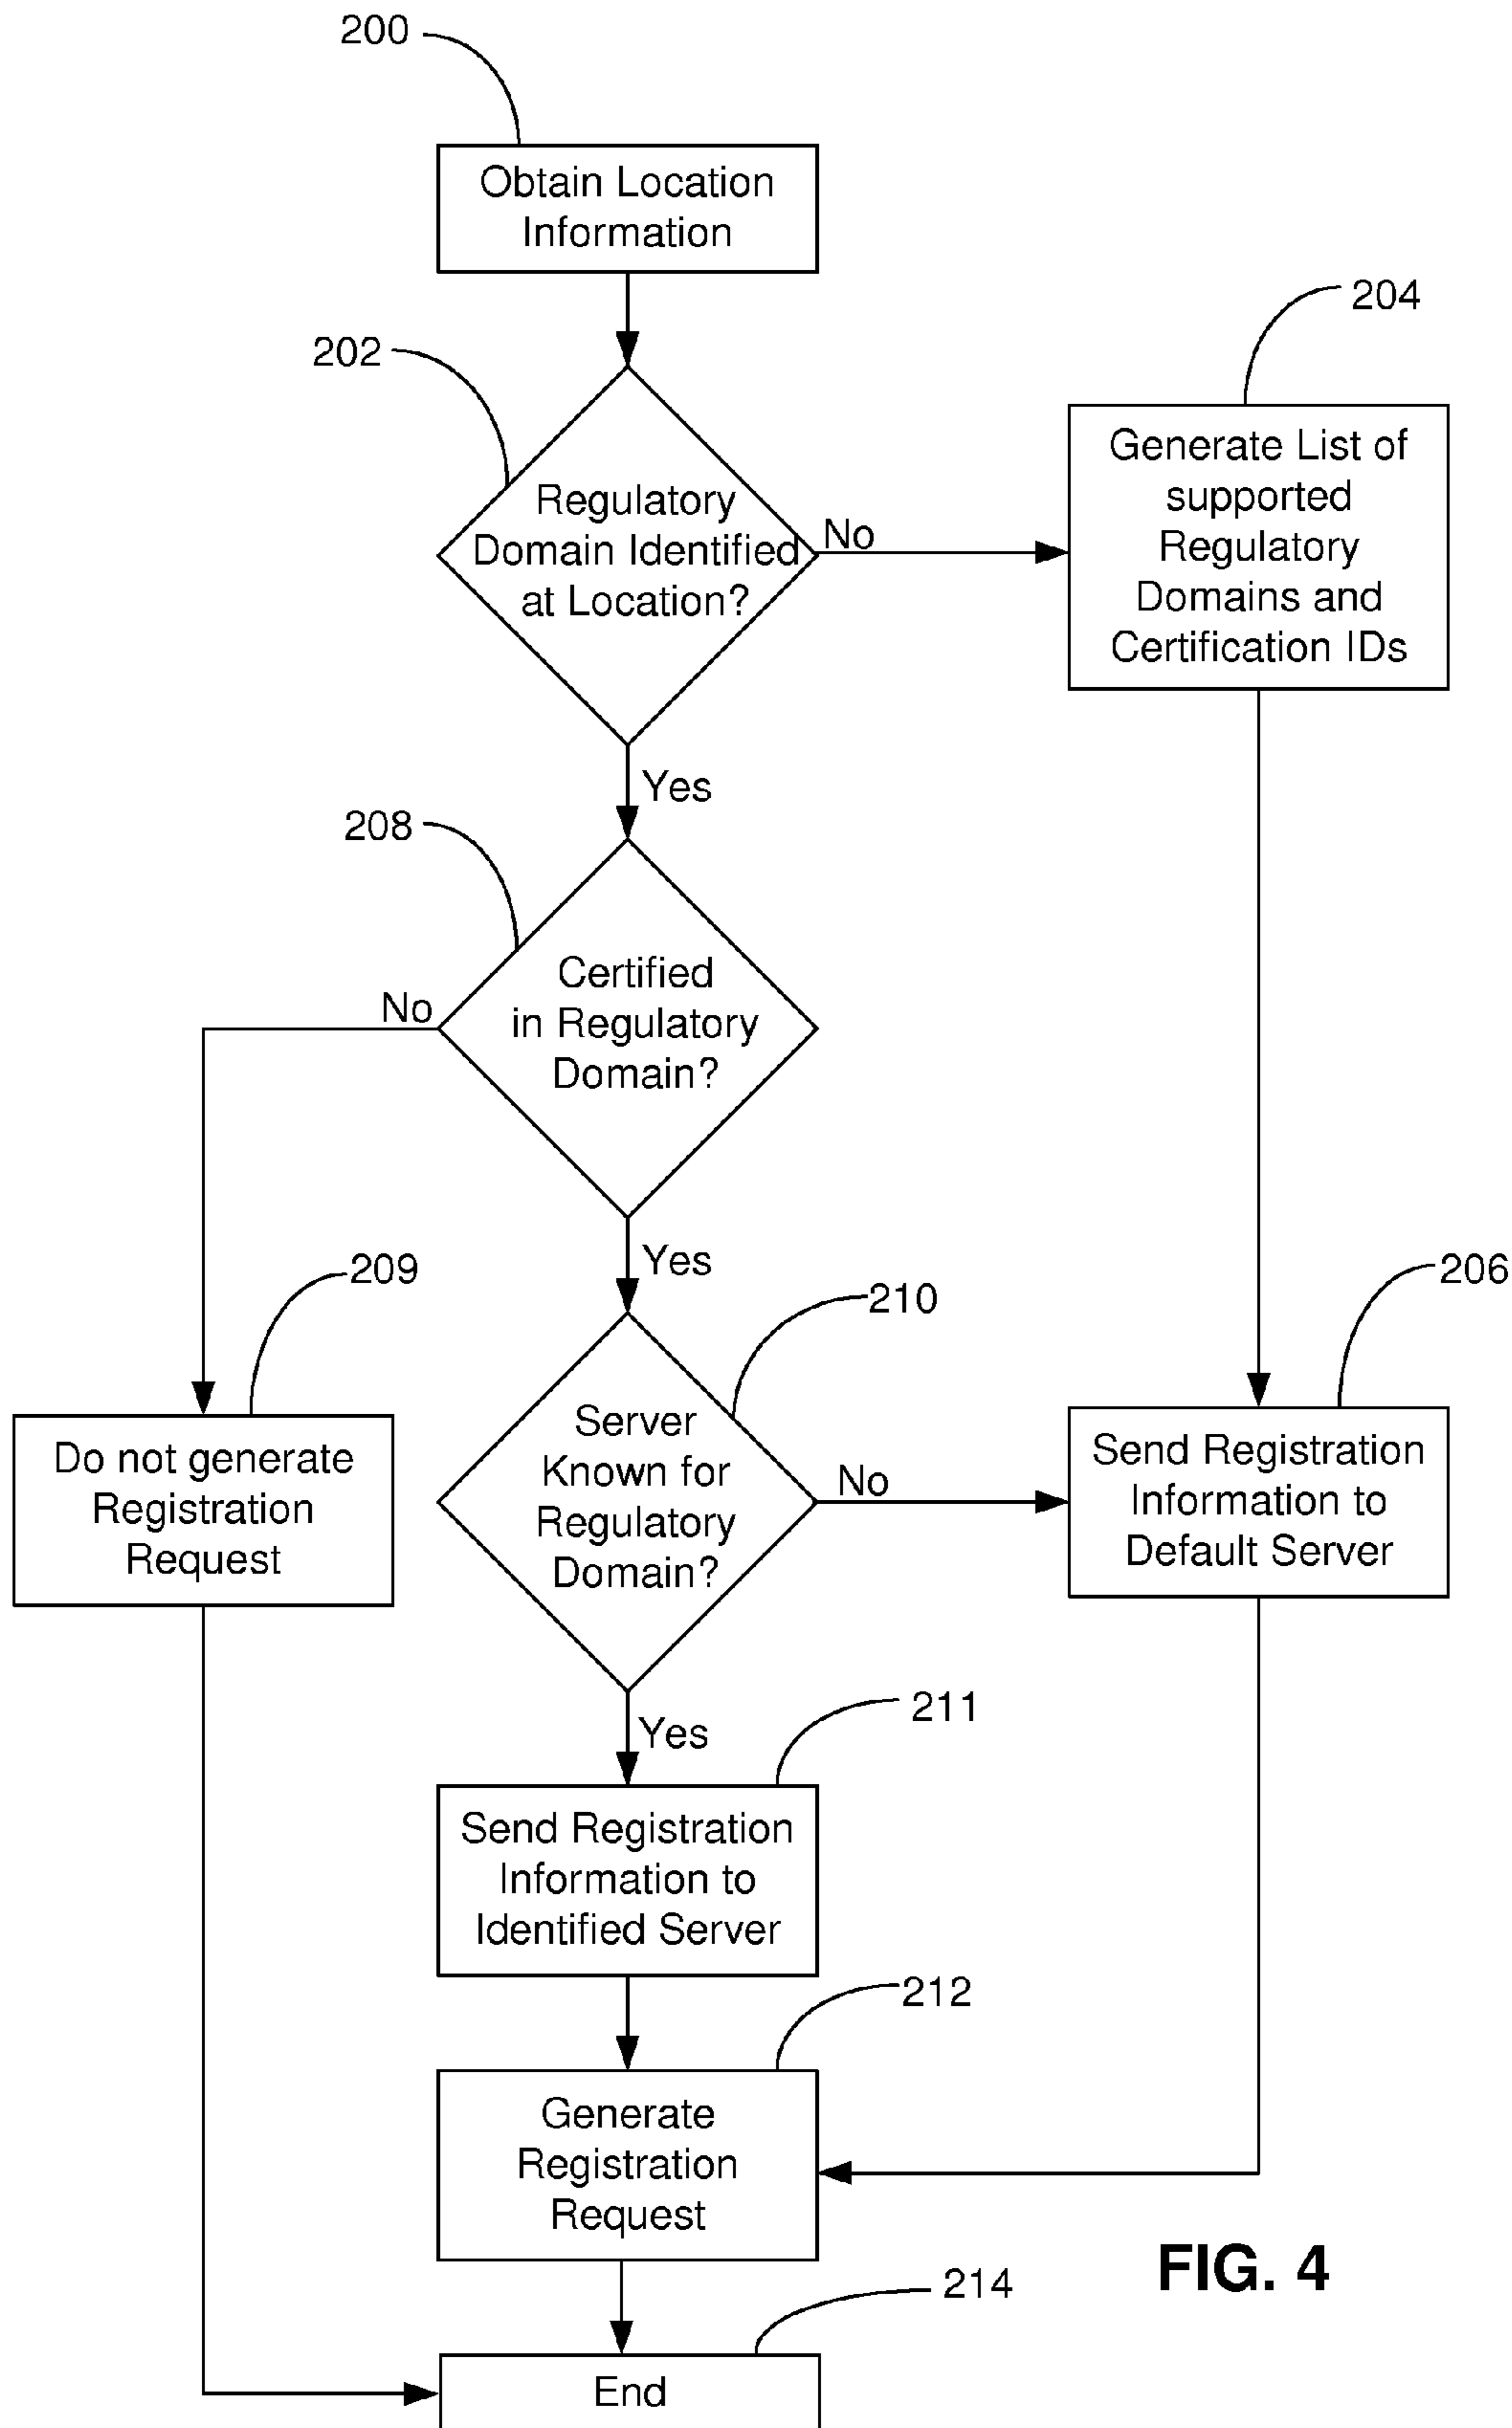 200
Obtain Location
Information
202
Regulatory
Domain Identified
at Location?
No
204
Generate List of
supported
Regulatory
Domains and
Certification IDs
Yes
208
Certified
in Regulatory
Domain?
No
Yes
209
Do not generate
Registration
Request
210
Server
Known for
Regulatory
Domain?
No
206
Send Registration
Information to
Default Server
Yes
211
Send Registration
Information to
Identified Server
212
Generate
Registration
Request
214
End
FIG. 4